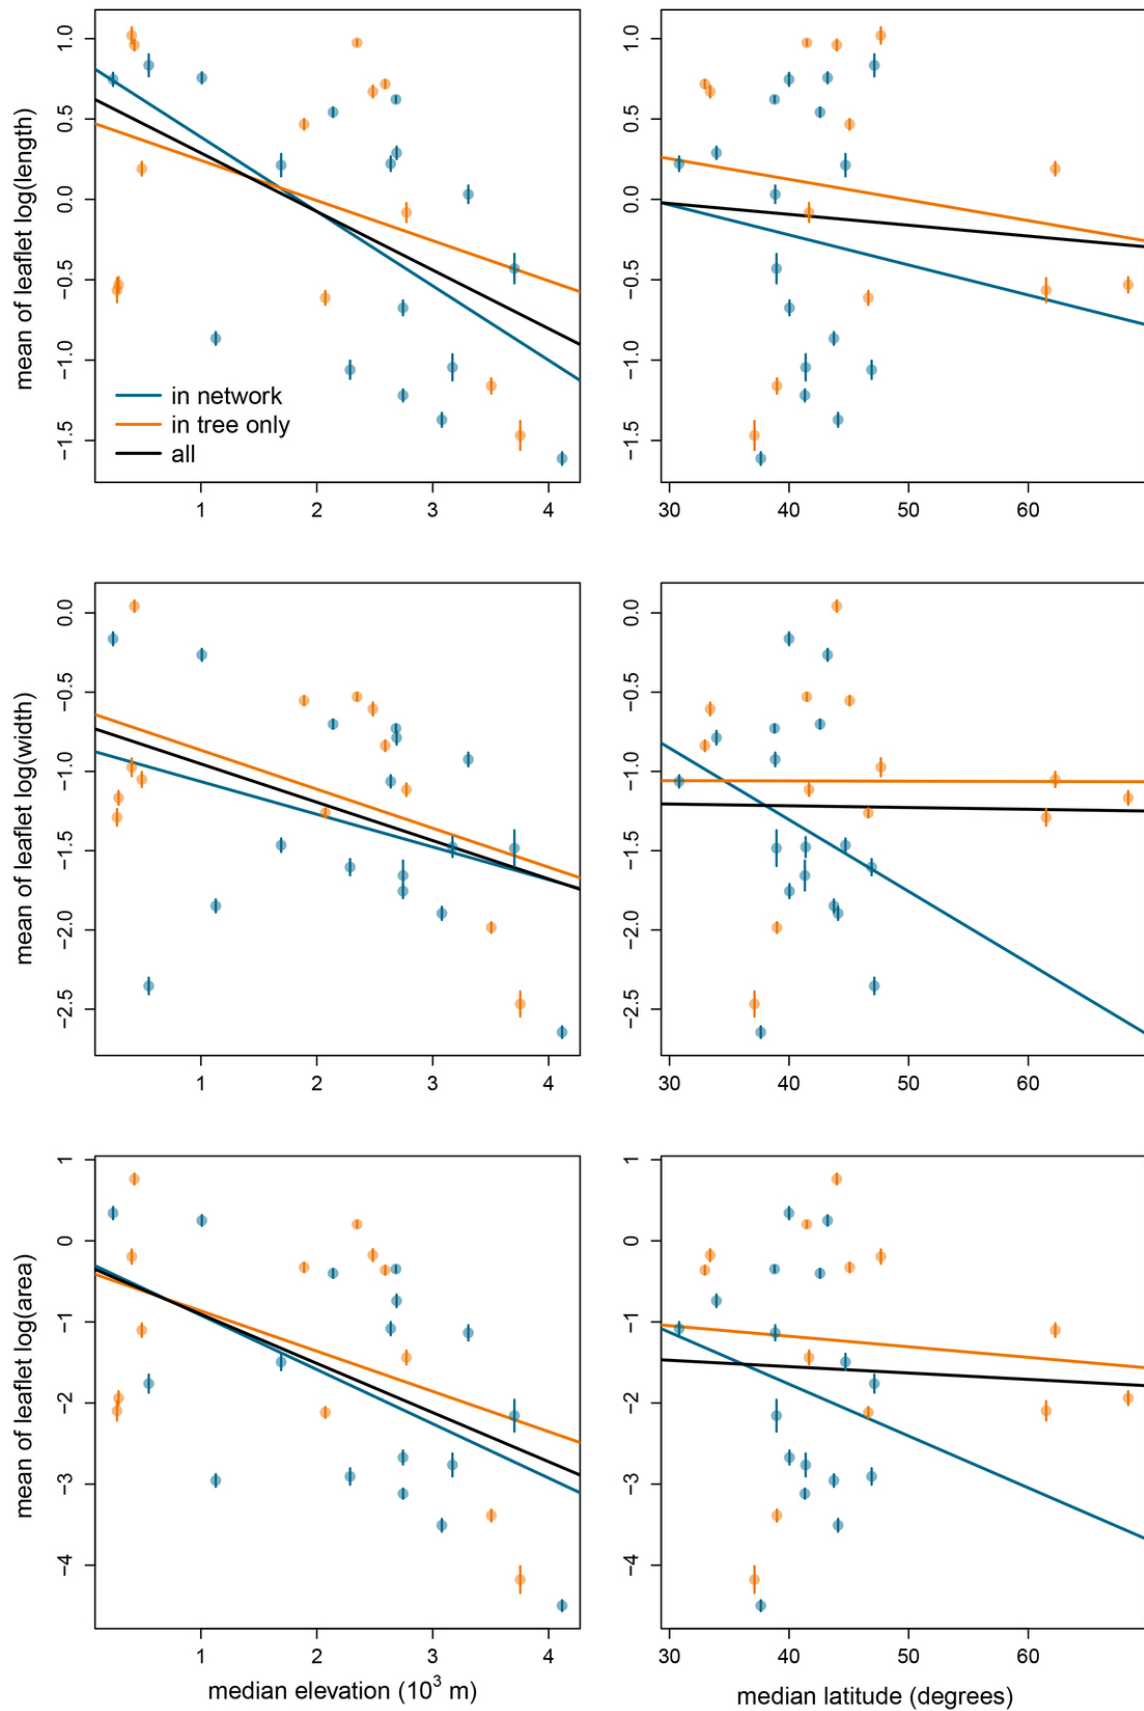 mean of leaflet log(length)
1.0
0.5
0.0
−0.5
−1.0
−1.5
in network
in tree only
all
1 2 3 4
1.0
0.5
0.0
−0.5
−1.0
−1.5
30 40 50 60
mean of leaflet log(width)
0.0
−0.5
−1.0
−1.5
−2.0
−2.5
1 2 3 4
0.0
−0.5
−1.0
−1.5
−2.0
−2.5
30 40 50 60
mean of leaflet log(area)
1
0
−1
−2
−3
−4
1 2 3 4
median elevation (10³ m)
1
0
−1
−2
−3
−4
30 40 50 60
median latitude (degrees)